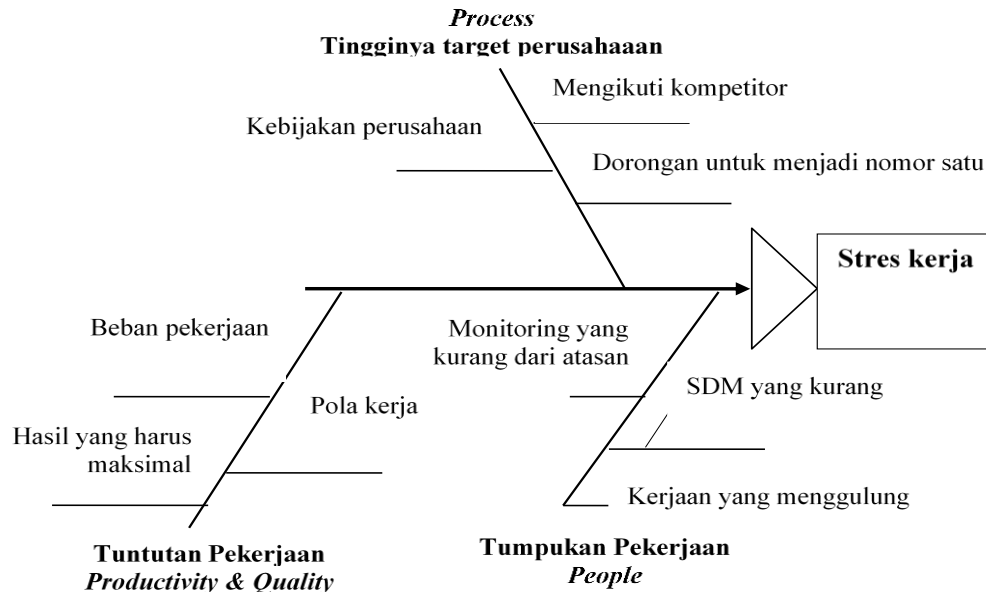 Process
Tingginya target perusahaaan
Mengikuti kompetitor
Kebijakan perusahaan
Dorongan untuk menjadi nomor satu
Stres kerja
Beban pekerjaan
Monitoring yang
kurang dari atasan
SDM yang kurang
Pola kerja
Hasil yang harus
maksimal
Kerjaan yang menggulung
Tuntutan Pekerjaan
Productivity & Quality
Tumpukan Pekerjaan
People